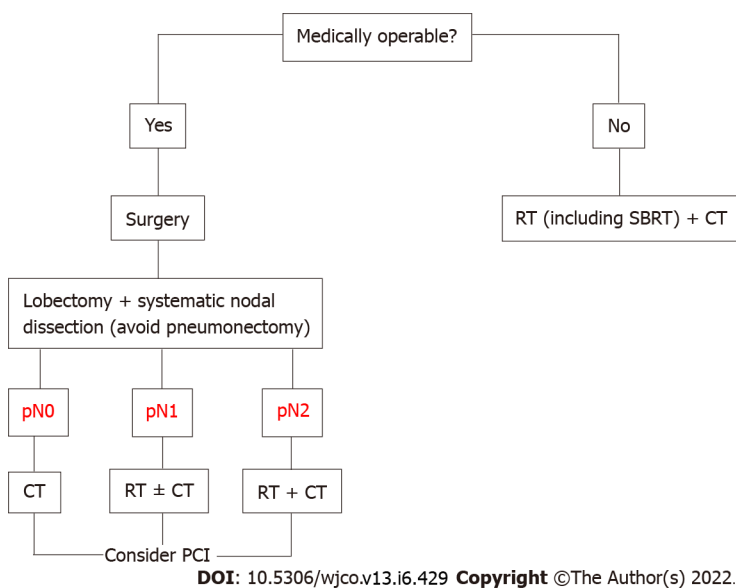 Medically operable?
Yes
No
Surgery
RT (including SBRT) + CT
Lobectomy + systematic nodal
dissection (avoid pneumonectomy)
pN0
pN1
pN2
CT
RT ± CT
RT + CT
Consider PCI
DOI: 10.5306/wjco.v13.i6.429 Copyright ©The Author(s) 2022.